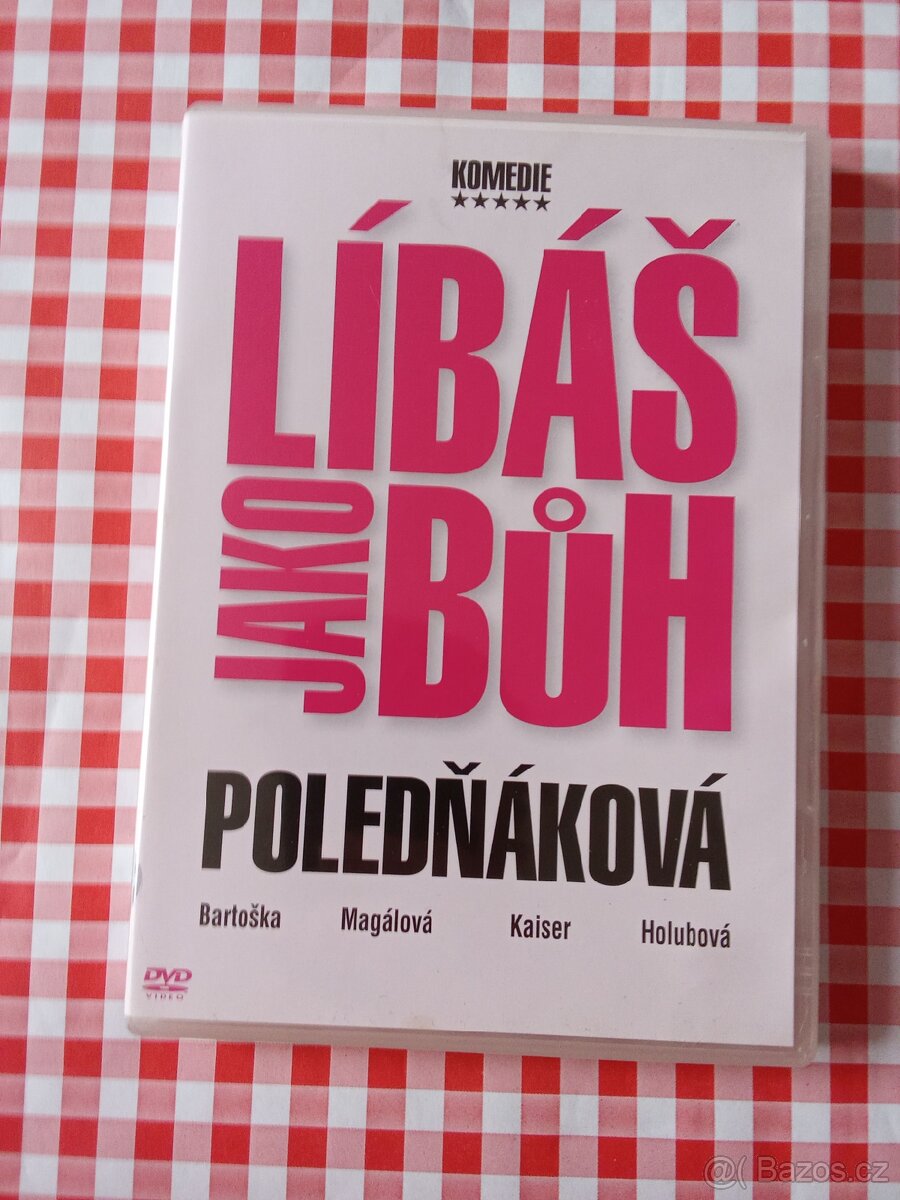 KOMEDIE
★★★★★
LÍBÁŠ
JAKO BŮH
POLEDŇÁKOVÁ
Bartoška Magálová Kaiser Holubová
DVD
VIDEO
@( Bazos.cz